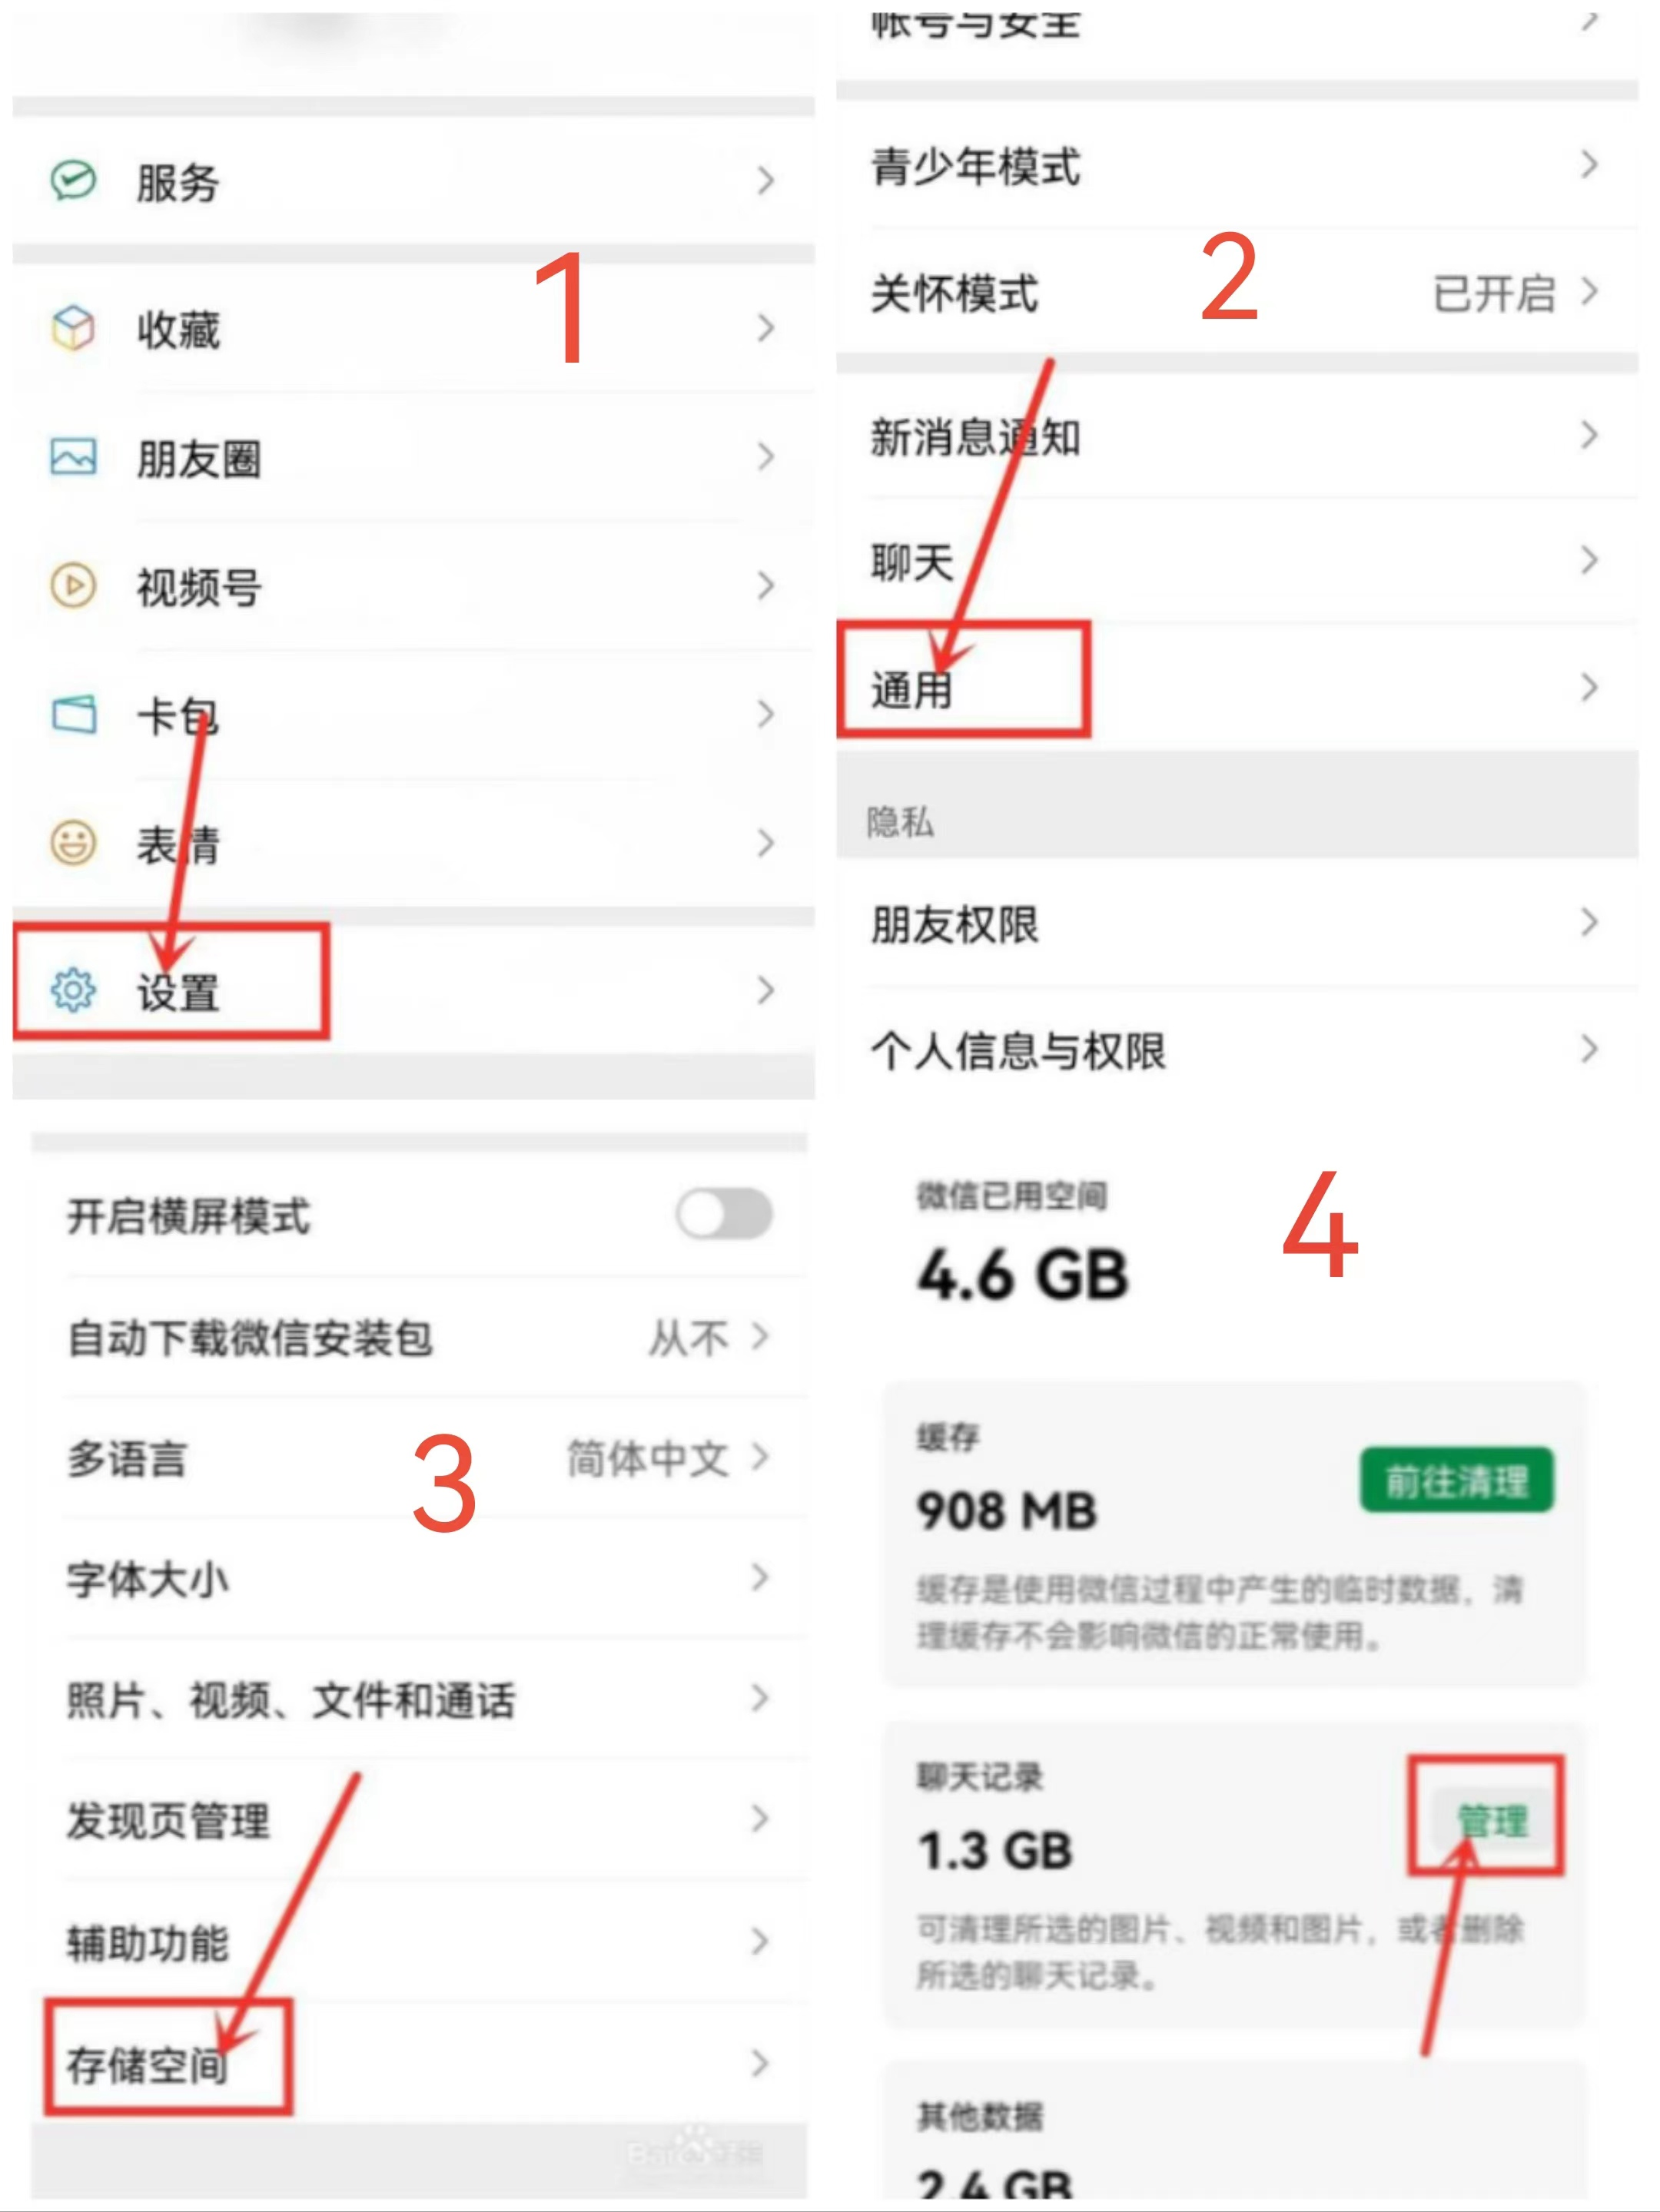 服务
收藏
朋友圈
视频号
卡包
表情
设置
1
帐号与安全
青少年模式
关怀模式 已开启
2
新消息通知
聊天
通用
隐私
朋友权限
个人信息与权限
开启横屏模式
自动下载微信安装包 从不
多语言 简体中文
3
字体大小
照片、视频、文件和通话
发现页管理
辅助功能
存储空间
微信已用空间
4.6 GB
4
缓存
908 MB
前往清理
缓存是使用微信过程中产生的临时数据，清
理缓存不会影响微信的正常使用。
聊天记录
1.3 GB
管理
可清理所选的图片、视频和图片，或者删除
所选的聊天记录。
其他数据
2.4 GB